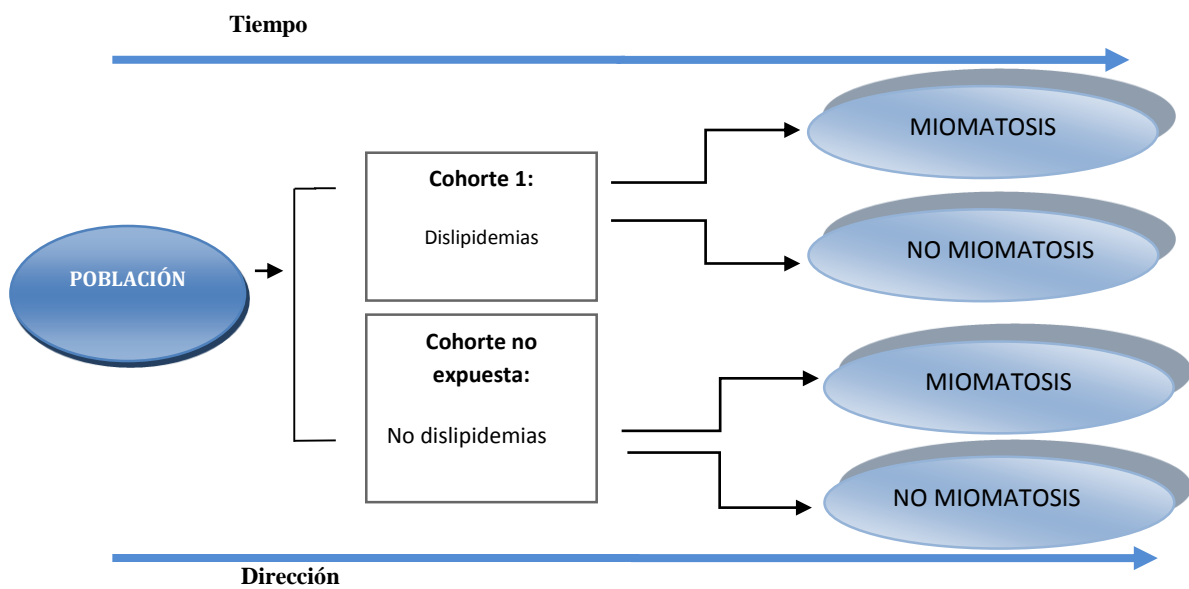 Tiempo
MIOMATOSIS
Cohorte 1:
Dislipidemias
NO MIOMATOSIS
POBLACIÓN
Cohorte no
expuesta:
No dislipidemias
MIOMATOSIS
NO MIOMATOSIS
Dirección